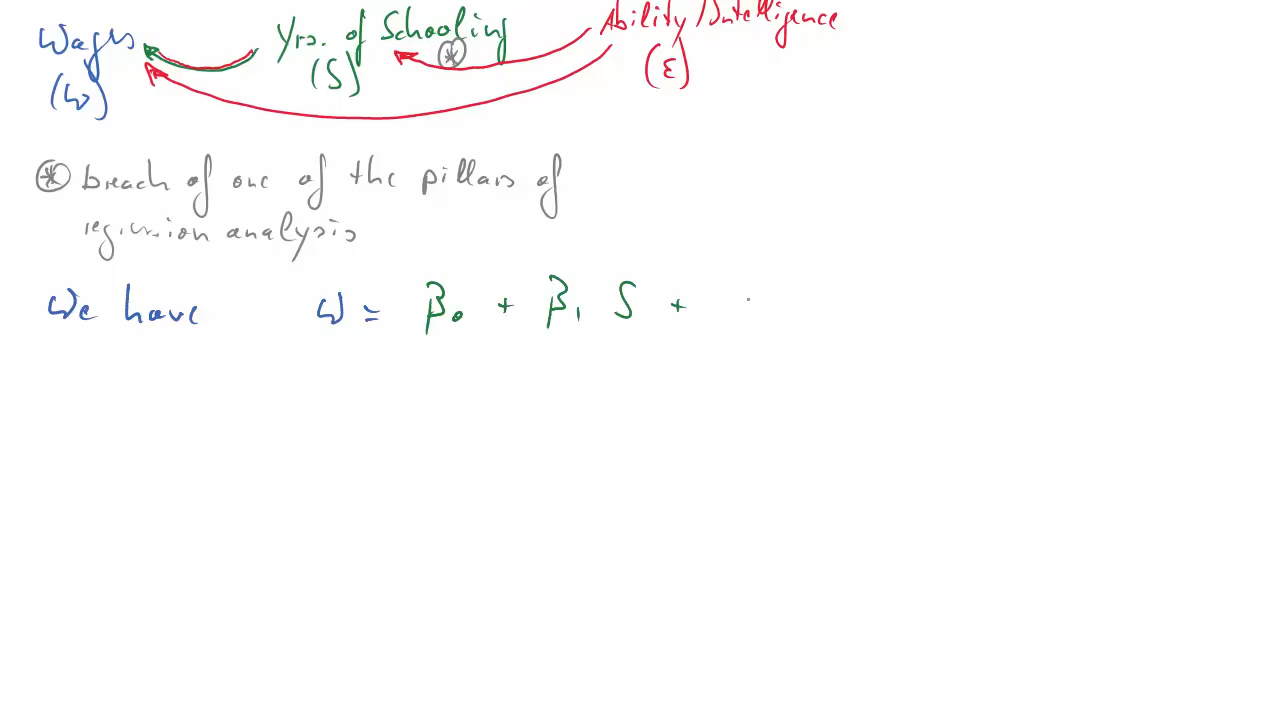 Wages Yrs. of Schooling Ability/Intelligence
(W) (S) (ε)
⊛ breach of one of the pillars of
regression analysis
We have W = β₀ + β₁ S +